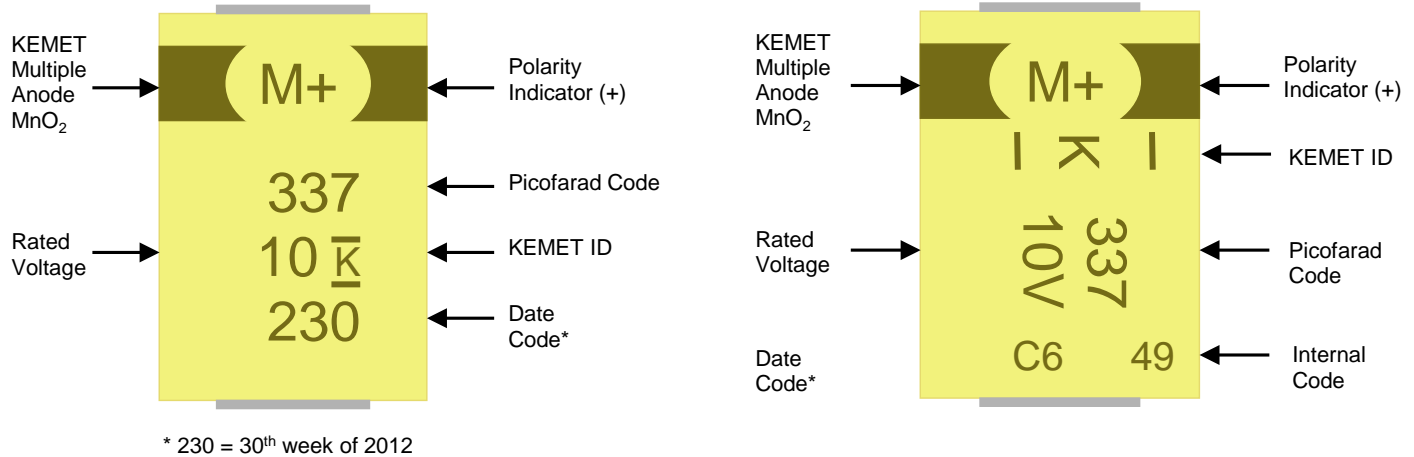 KEMET
Multiple
Anode
MnO₂
M+
Polarity
Indicator (+)
337
Picofarad Code
Rated
Voltage
10 K
KEMET ID
230
Date
Code*
* 230 = 30th week of 2012
KEMET
Multiple
Anode
MnO₂
M+
Polarity
Indicator (+)
K
KEMET ID
Rated
Voltage
337
10V
Picofarad
Code
Date
Code*
C6 49
Internal
Code